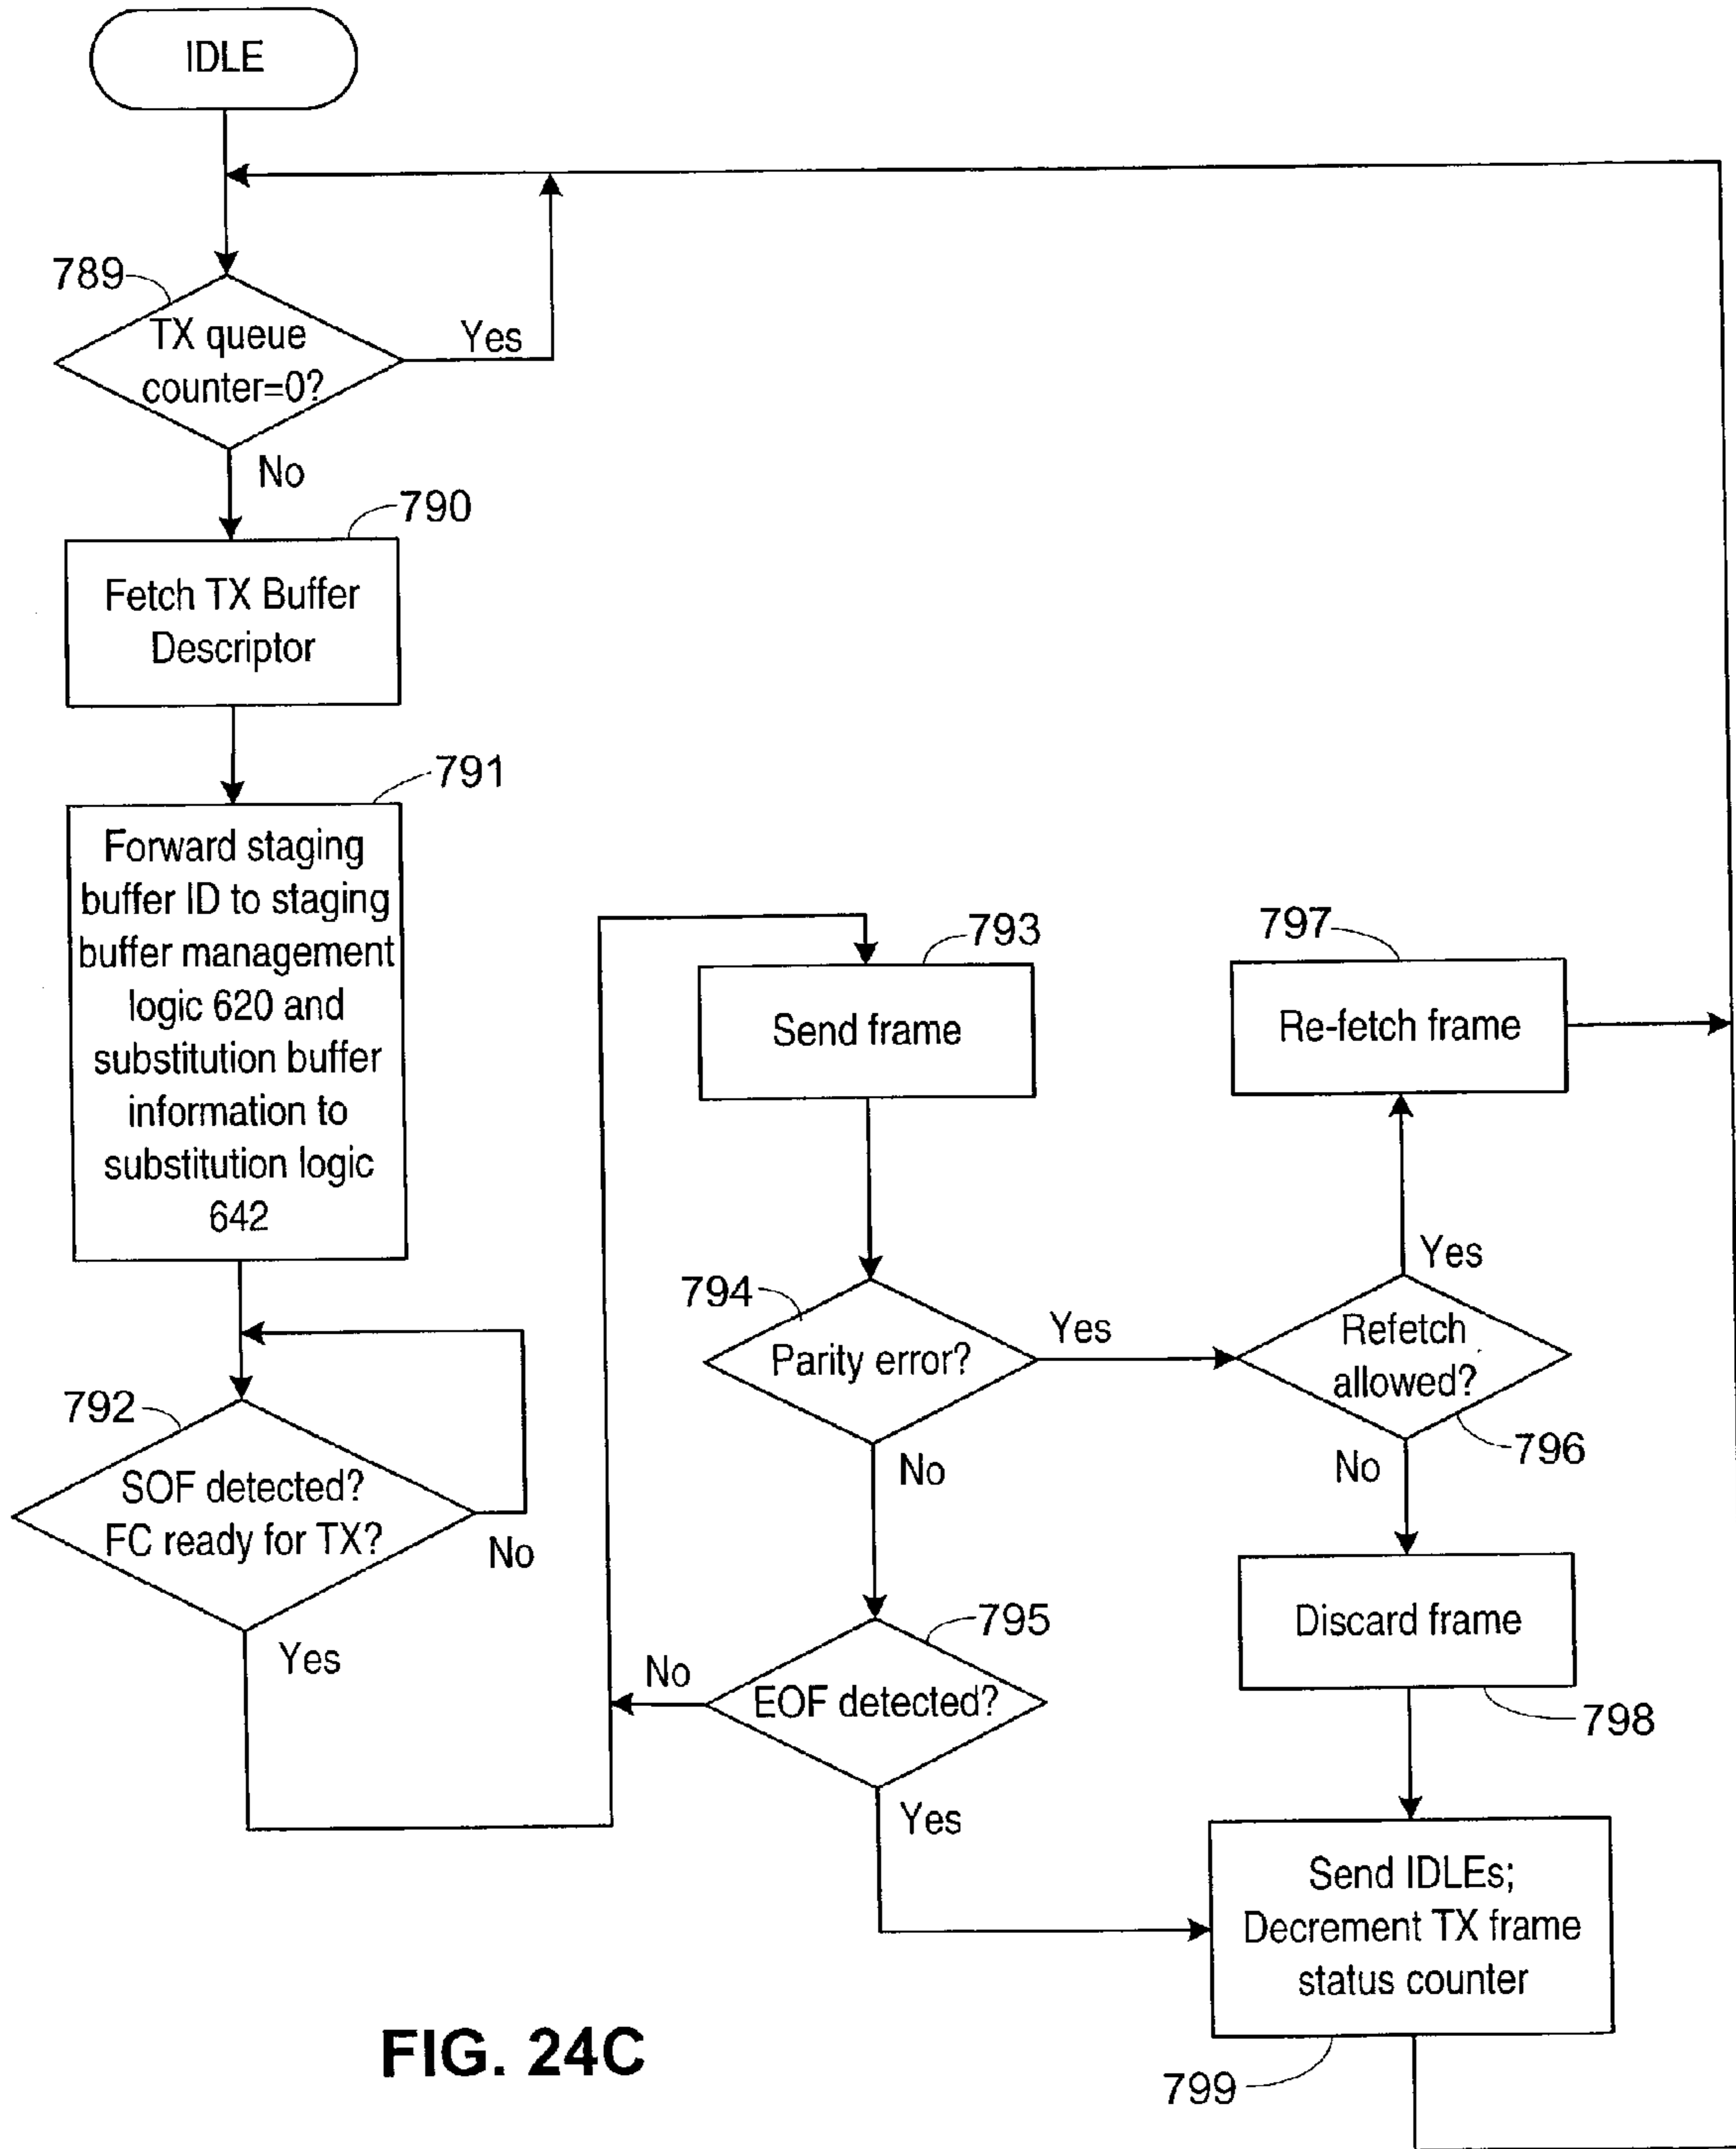 IDLE
789
TX queue
counter=0?
Yes
No
790
Fetch TX Buffer
Descriptor
791
Forward staging
buffer ID to staging
buffer management
logic 620 and
substitution buffer
information to
substitution logic
642
792
SOF detected?
FC ready for TX?
No
Yes
793
Send frame
794
Parity error?
Yes
No
795
EOF detected?
No
Yes
797
Re-fetch frame
Yes
Refetch
allowed?
796
No
Discard frame
798
Send IDLEs;
Decrement TX frame
status counter
799
FIG. 24C